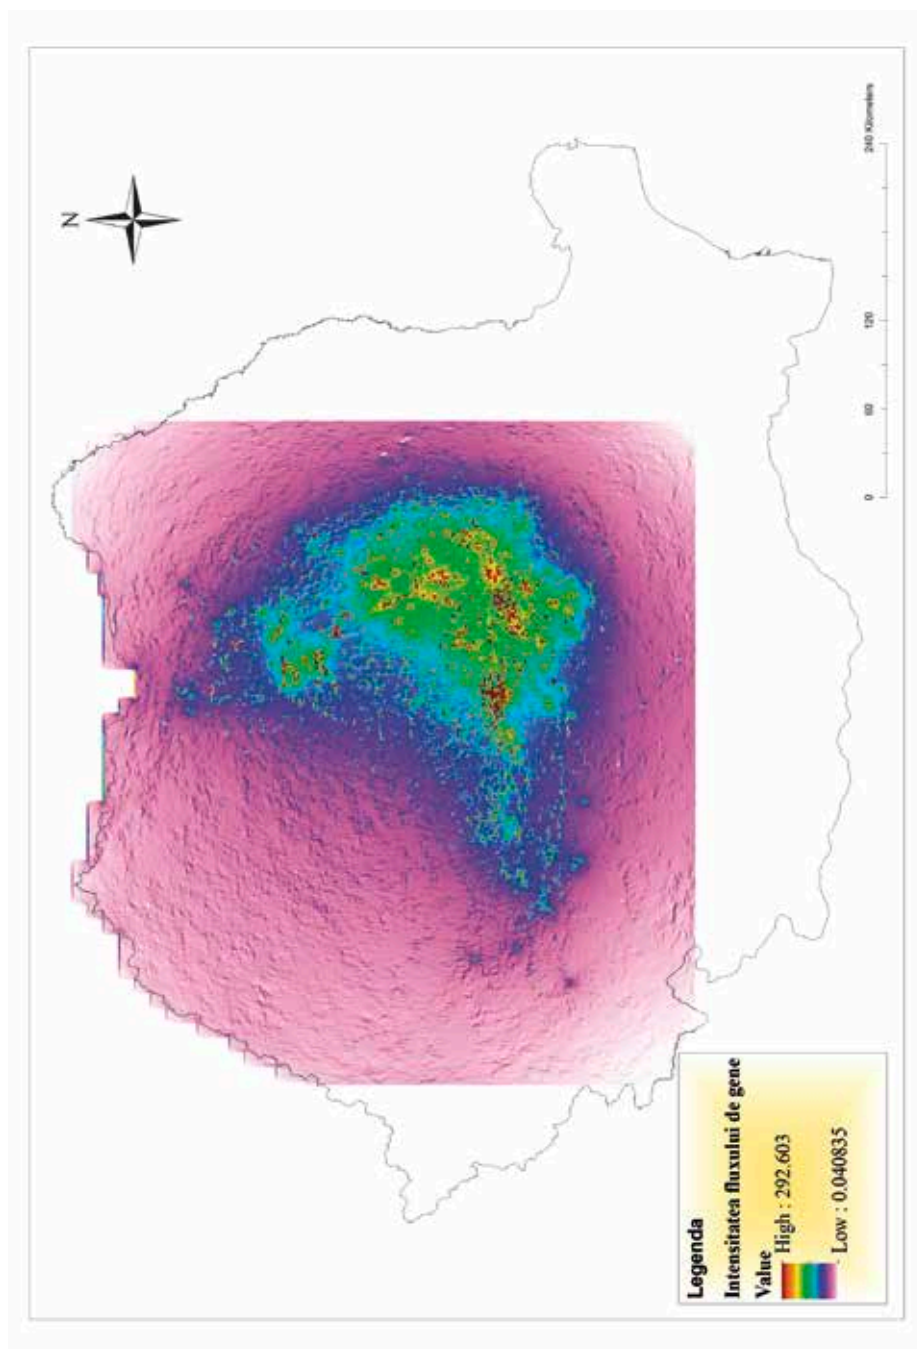 N
Legenda
Intensitatea fluxului de gene
Value
High : 292.603
Low : 0.040835
0 60 120 240 Kilometers